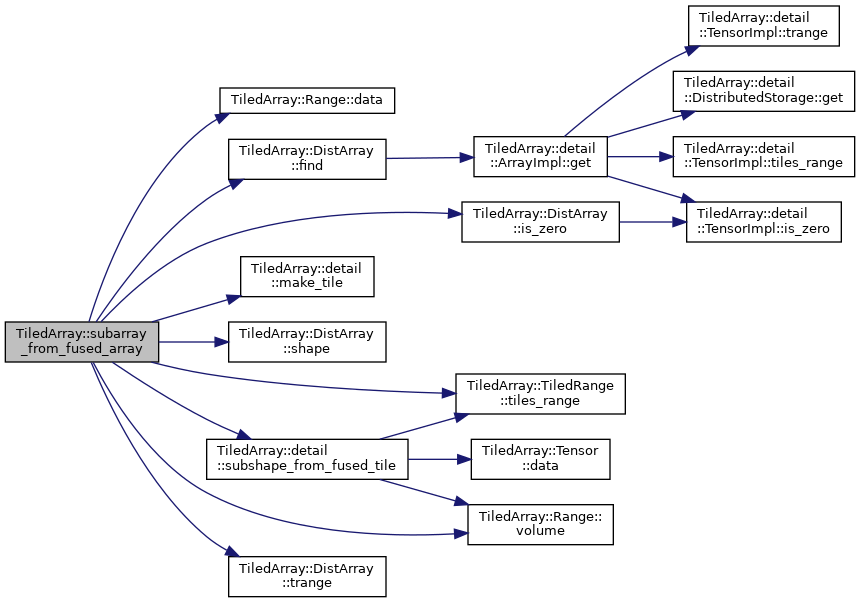 TiledArray::detail
::TensorImpl::trange
TiledArray::detail
::DistributedStorage::get
TiledArray::Range::data
TiledArray::DistArray
::find
TiledArray::detail
::ArrayImpl::get
TiledArray::detail
::TensorImpl::tiles_range
TiledArray::DistArray
::is_zero
TiledArray::detail
::TensorImpl::is_zero
TiledArray::detail
::make_tile
TiledArray::subarray
_from_fused_array
TiledArray::DistArray
::shape
TiledArray::TiledRange
::tiles_range
TiledArray::detail
::subshape_from_fused_tile
TiledArray::Tensor
::data
TiledArray::Range::
volume
TiledArray::DistArray
::trange